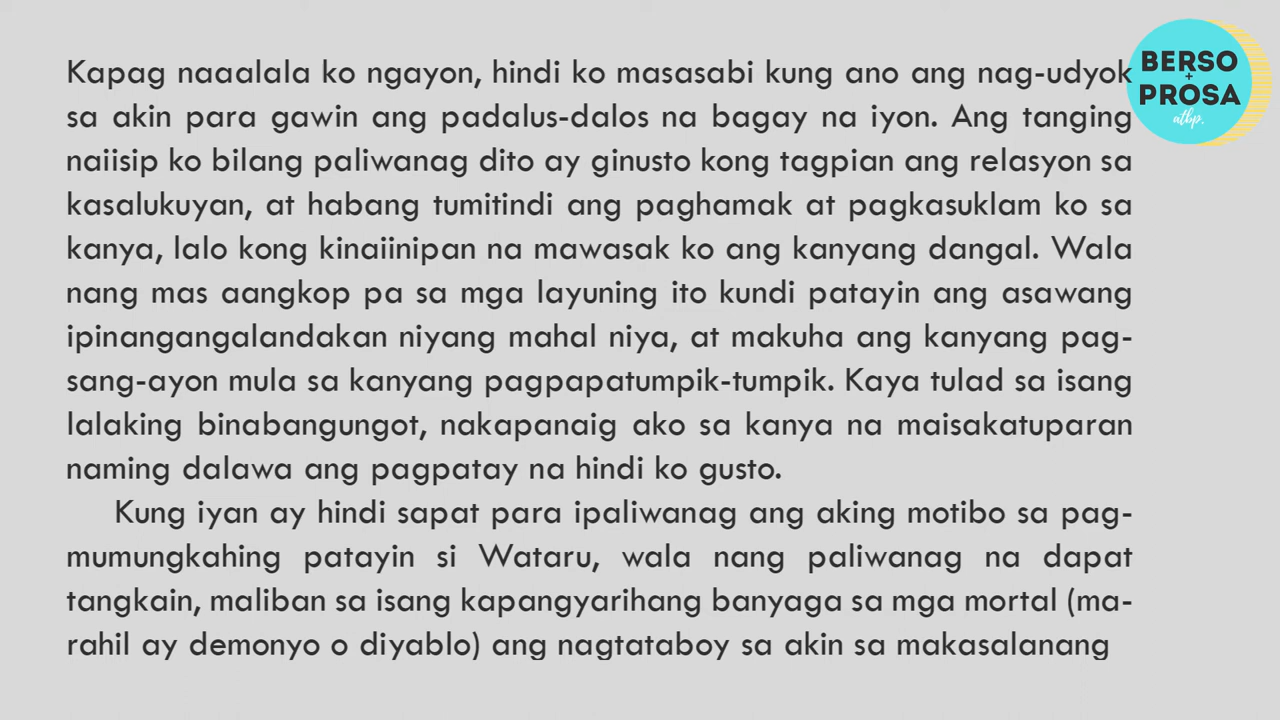 Kapag naaalala ko ngayon, hindi ko masasabi kung ano ang nag-udyok
sa akin para gawin ang padalus-dalos na bagay na iyon. Ang tanging
naiisip ko bilang paliwanag dito ay ginusto kong tagpian ang relasyon sa
kasalukuyan, at habang tumitindi ang paghamak at pagkasuklam ko sa
kanya, lalo kong kinaiinipan na mawasak ko ang kanyang dangal. Wala
nang mas aangkop pa sa mga layuning ito kundi patayin ang asawang
ipinangangalandakan niyang mahal niya, at makuha ang kanyang pag-
sang-ayon mula sa kanyang pagpapatumpik-tumpik. Kaya tulad sa isang
lalaking binabangungot, nakapanaig ako sa kanya na maisakatuparan
naming dalawa ang pagpatay na hindi ko gusto.
Kung iyan ay hindi sapat para ipaliwanag ang aking motibo sa pag-
mumungkahing patayin si Wataru, wala nang paliwanag na dapat
tangkain, maliban sa isang kapangyarihang banyaga sa mga mortal (ma-
rahil ay demonyo o diyablo) ang nagtataboy sa akin sa makasalanang
BERSO
+
PROSA
atbp.